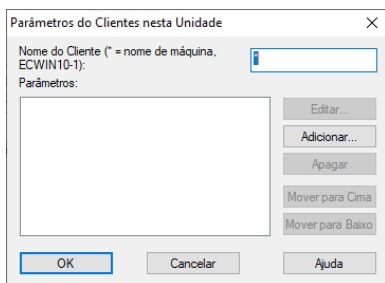 Parâmetros do Clientes nesta Unidade
Nome do Cliente (* = nome de máquina,
ECWIN10-1):
*
Parâmetros:
Editar...
Adicionar...
Apagar
Mover para Cima
Mover para Baixo
OK
Cancelar
Ajuda